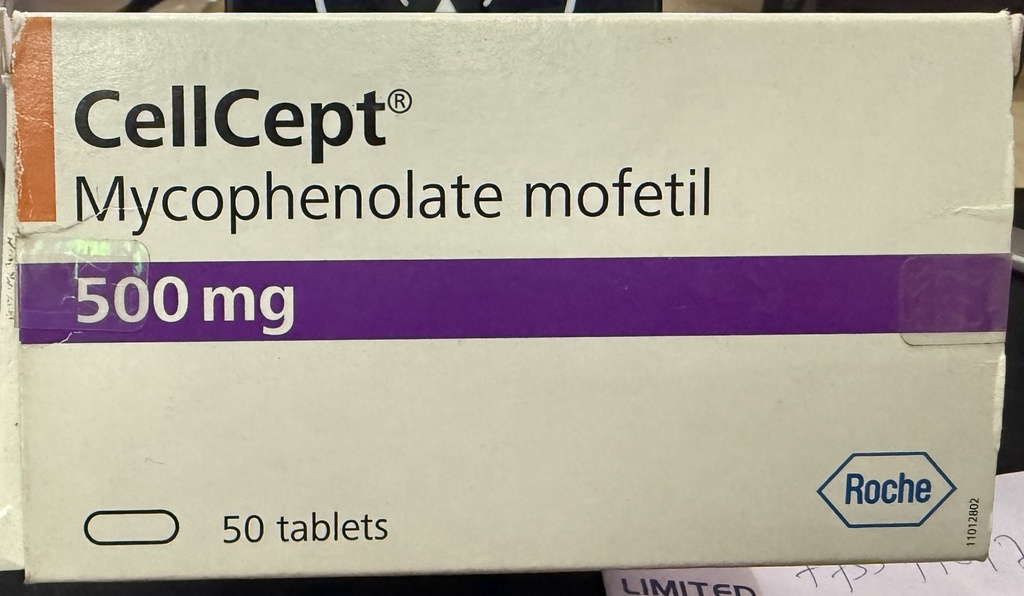 CellCept®
Mycophenolate mofetil
500 mg
50 tablets
Roche
11012802
LIMITED